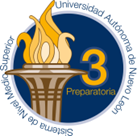 Universidad Autónoma de Nuevo León
3
Preparatoria
Sistema de Nivel Medio Superior